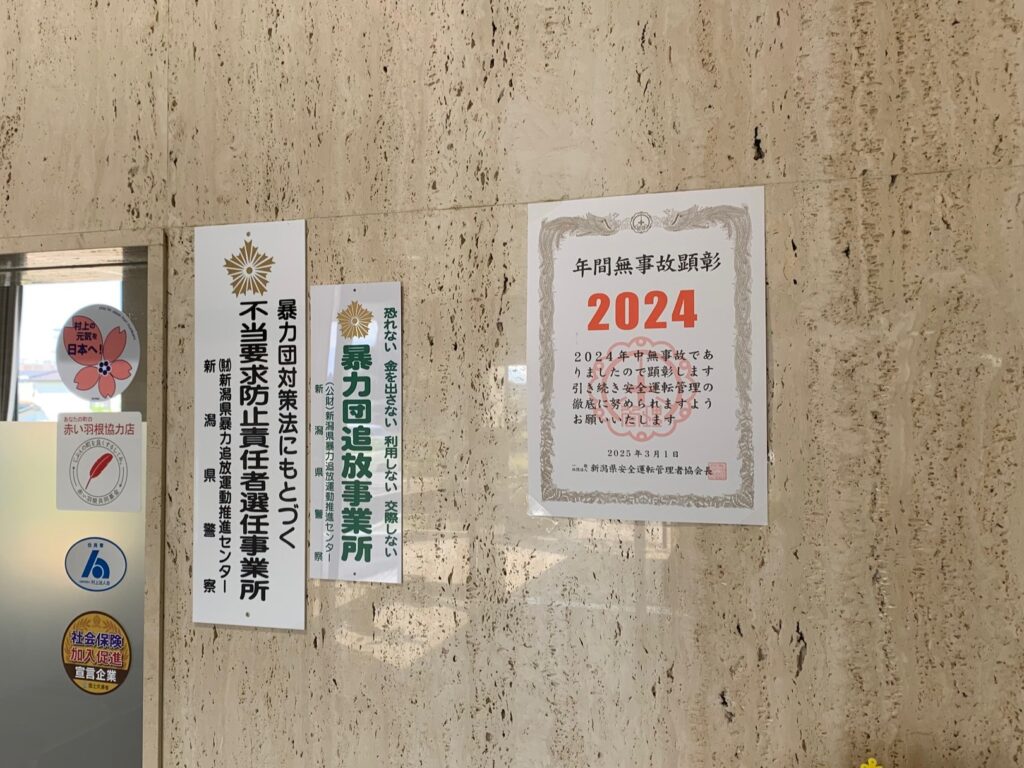 村上の
元気を
日本へ!
あなたの町の
赤い羽根協力店
会員章
社会保険
加入促進
宣言企業
国土交通省
暴力団対策法にもとづく
不当要求防止責任者選任事業所
(財)新潟県暴力追放運動推進センター
新潟県警察
恐れない 金を出さない 利用しない 交際しない
暴力団追放事業所
(公財)新潟県暴力追放運動推進センター
新潟県警察
年間無事故顕彰
2024
2024年中無事故であ
りましたので顕彰します
引き続き安全運転管理の
徹底に努められますよう
お願いいたします
2025年3月1日
新潟県安全運転管理者協会長